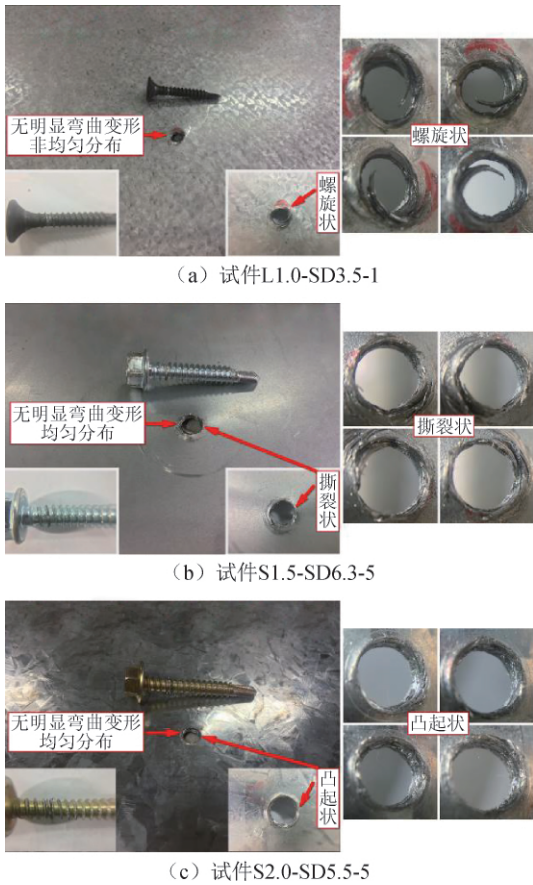 无明显弯曲变形
非均匀分布
螺旋状
螺旋状
(a)试件L1.0-SD3.5-1
无明显弯曲变形
均匀分布
撕裂状
撕裂状
(b)试件S1.5-SD6.3-5
无明显弯曲变形
均匀分布
凸起状
凸起状
(c)试件S2.0-SD5.5-5